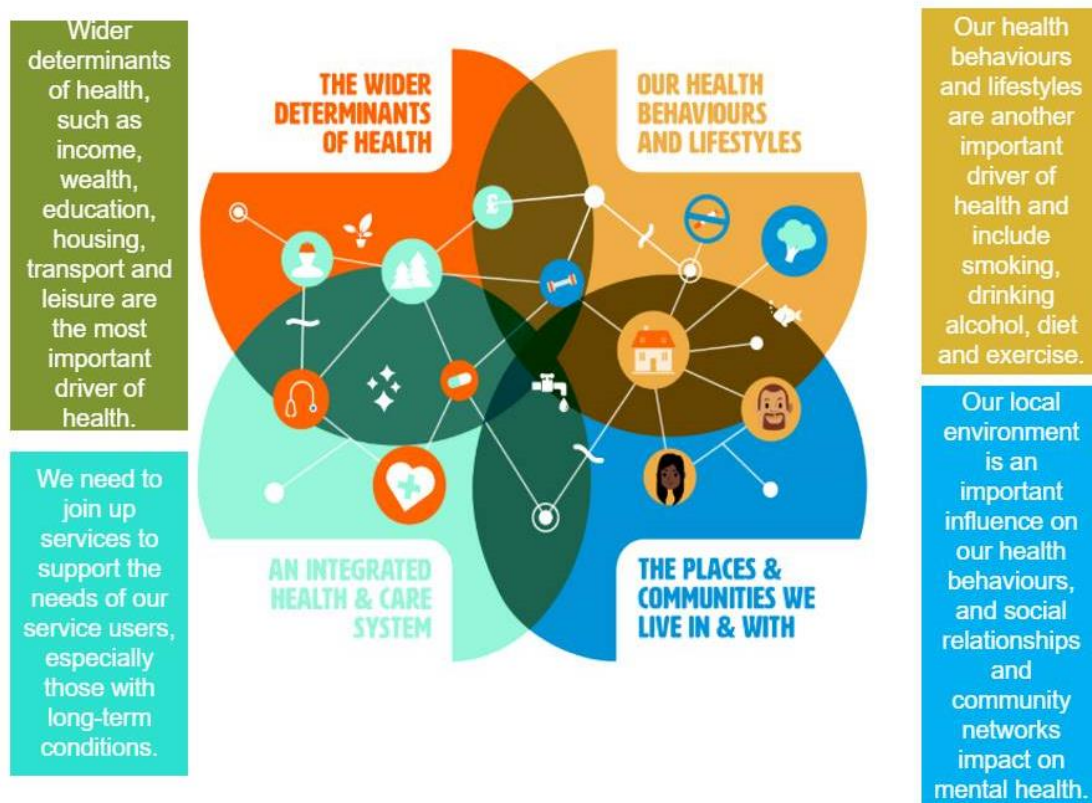 Wider
determinants
of health,
such as
income,
wealth,
education,
housing,
transport and
leisure are
the most
important
driver of
health.
We need to
join up
services to
support the
needs of our
service users,
especially
those with
long-term
conditions.
THE WIDER
DETERMINANTS
OF HEALTH
OUR HEALTH
BEHAVIOURS
AND LIFESTYLES
£
AN INTEGRATED
HEALTH & CARE
SYSTEM
THE PLACES &
COMMUNITIES WE
LIVE IN & WITH
Our health
behaviours
and lifestyles
are another
important
driver of
health and
include
smoking,
drinking
alcohol, diet
and exercise.
Our local
environment
is an
important
influence on
our health
behaviours,
and social
relationships
and
community
networks
impact on
mental health.